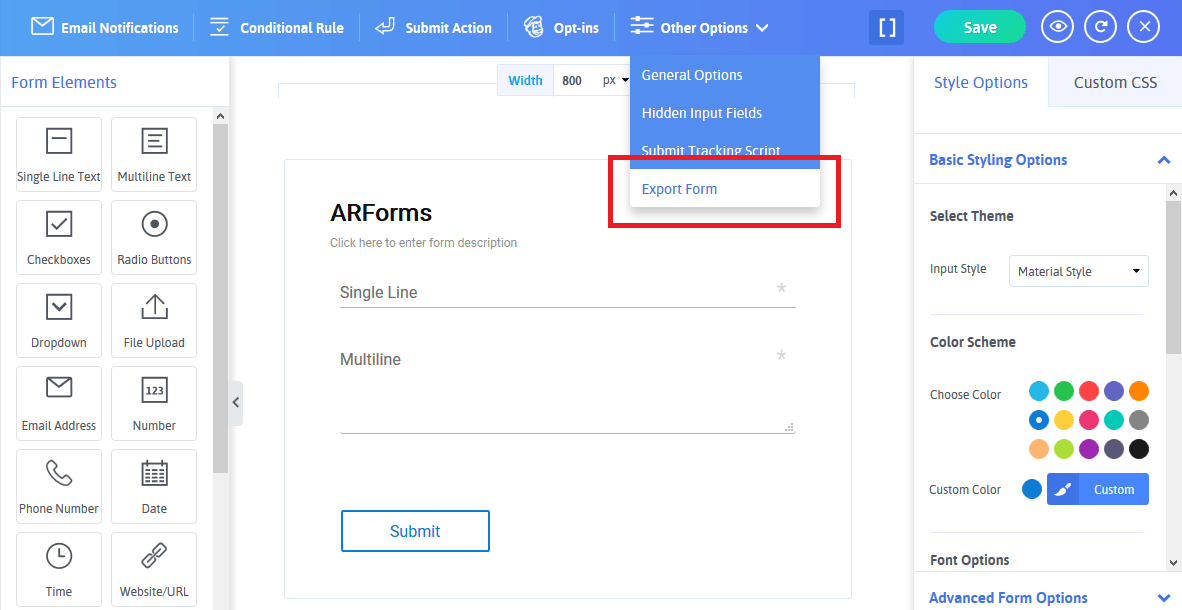 Email Notifications
Conditional Rule
Submit Action
Opt-ins
Other Options
[ ]
Save
Form Elements
Single Line Text
Multiline Text
Checkboxes
Radio Buttons
Dropdown
File Upload
Email Address
123
Number
Phone Number
Date
Time
Website/URL
Width 800 px
General Options
Hidden Input Fields
Submit Tracking Script
Export Form
ARForms
Click here to enter form description
Single Line *
Multiline *
Submit
Style Options
Custom CSS
Basic Styling Options
Select Theme
Input Style Material Style
Color Scheme
Choose Color
Custom Color Custom
Font Options
Advanced Form Options